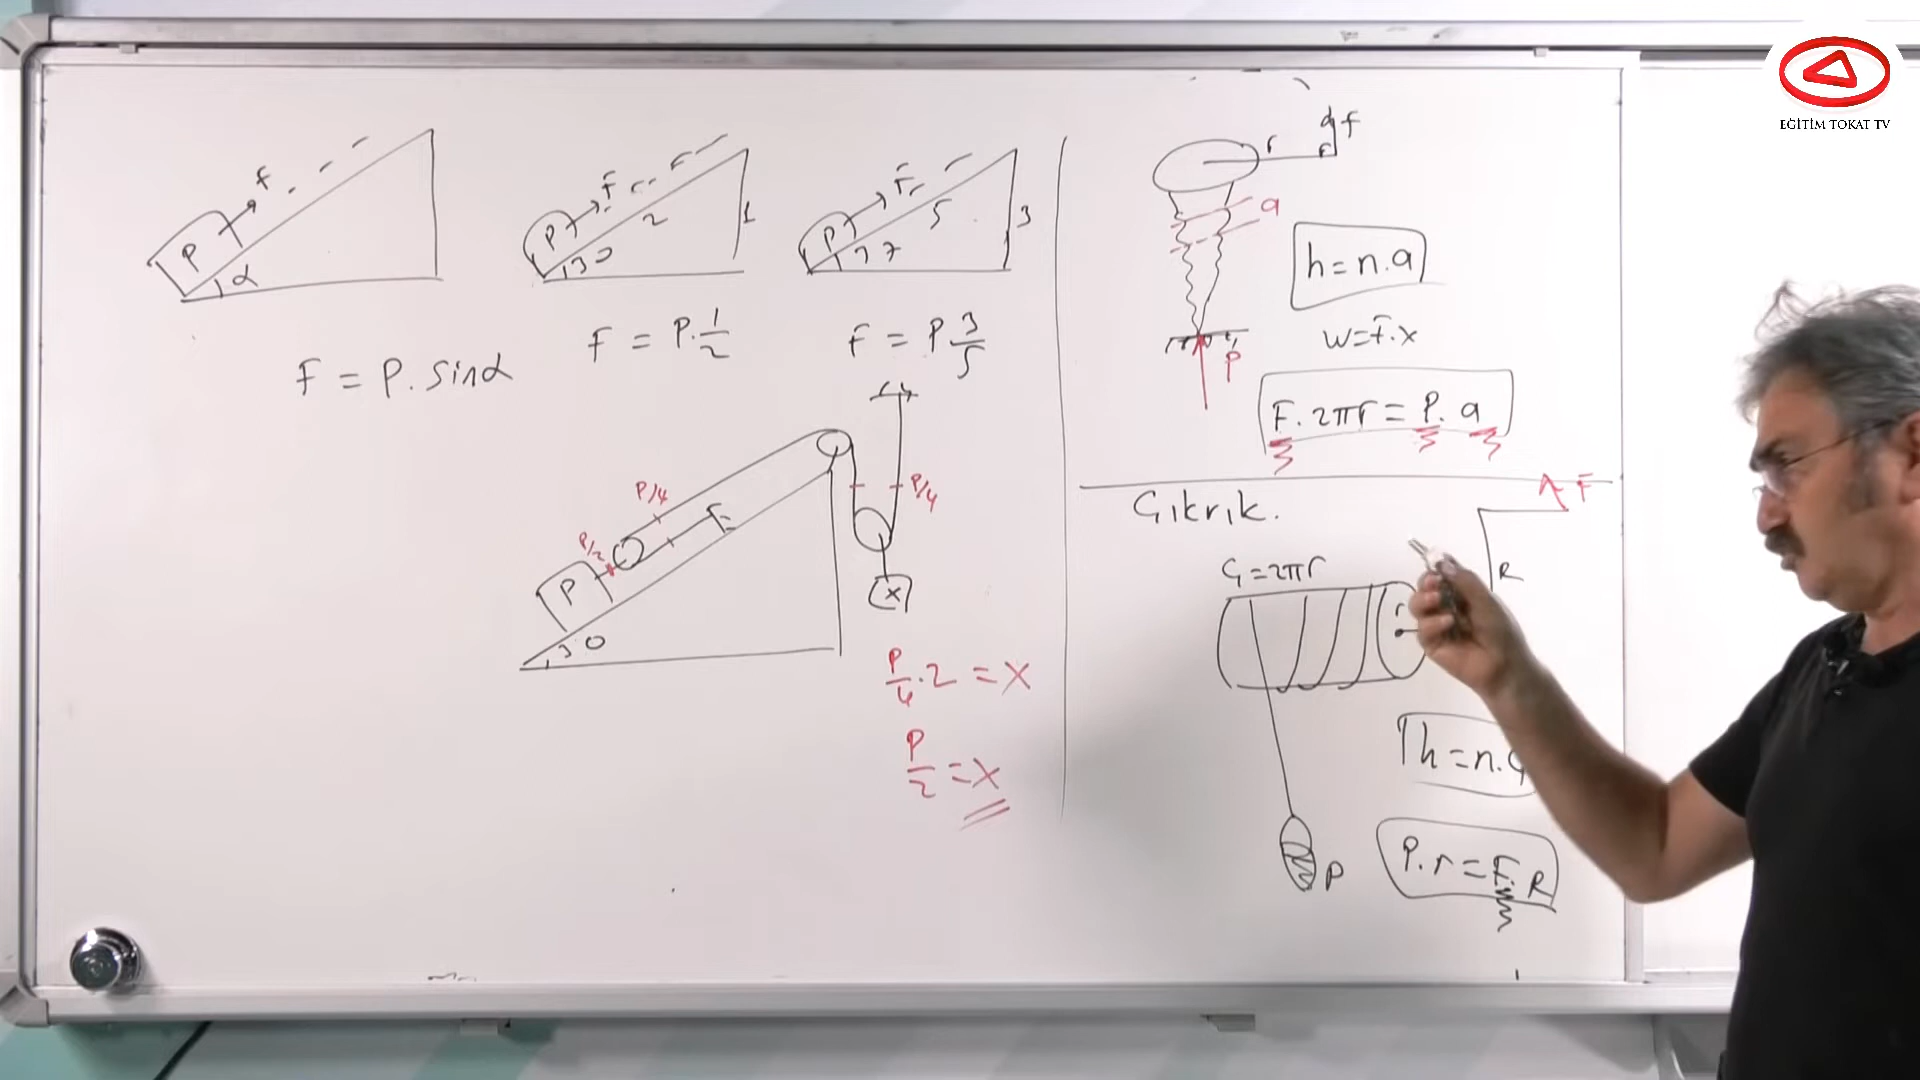 EĞİTİM TOKAT TV
F
P
α
F = P. sinα
F
P
30
2
1
F = P. 1/2
F
P
37
5
3
F = P. 3/5
P/4
P/2
P
30
P/4
x
P/4 . 2 = x
P/2 = x
r
F
a
h = n.a
P
W = F.x
F. 2πr = P. a
Çıkrık.
F
R
Ç = 2πr
r
h = n.Ç
P
P. r = F. R